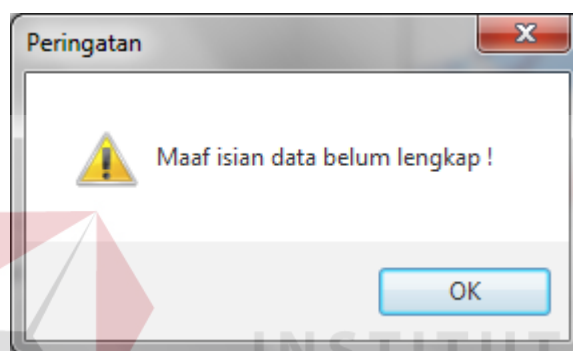 Peringatan
Maaf isian data belum lengkap !
OK
INSTITUT